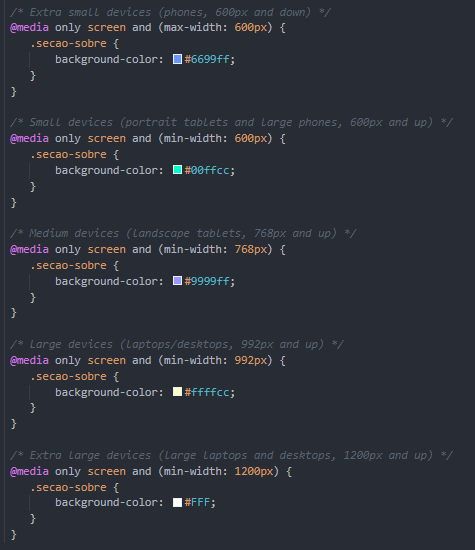 /* Extra small devices (phones, 600px and down) */
@media only screen and (max-width: 600px) {
.secao-sobre {
background-color: #6699ff;
}
}
/* Small devices (portrait tablets and large phones, 600px and up) */
@media only screen and (min-width: 600px) {
.secao-sobre {
background-color: #00ffcc;
}
}
/* Medium devices (landscape tablets, 768px and up) */
@media only screen and (min-width: 768px) {
.secao-sobre {
background-color: #9999ff;
}
}
/* Large devices (laptops/desktops, 992px and up) */
@media only screen and (min-width: 992px) {
.secao-sobre {
background-color: #ffffcc;
}
}
/* Extra large devices (large laptops and desktops, 1200px and up) */
@media only screen and (min-width: 1200px) {
.secao-sobre {
background-color: #FFF;
}
}